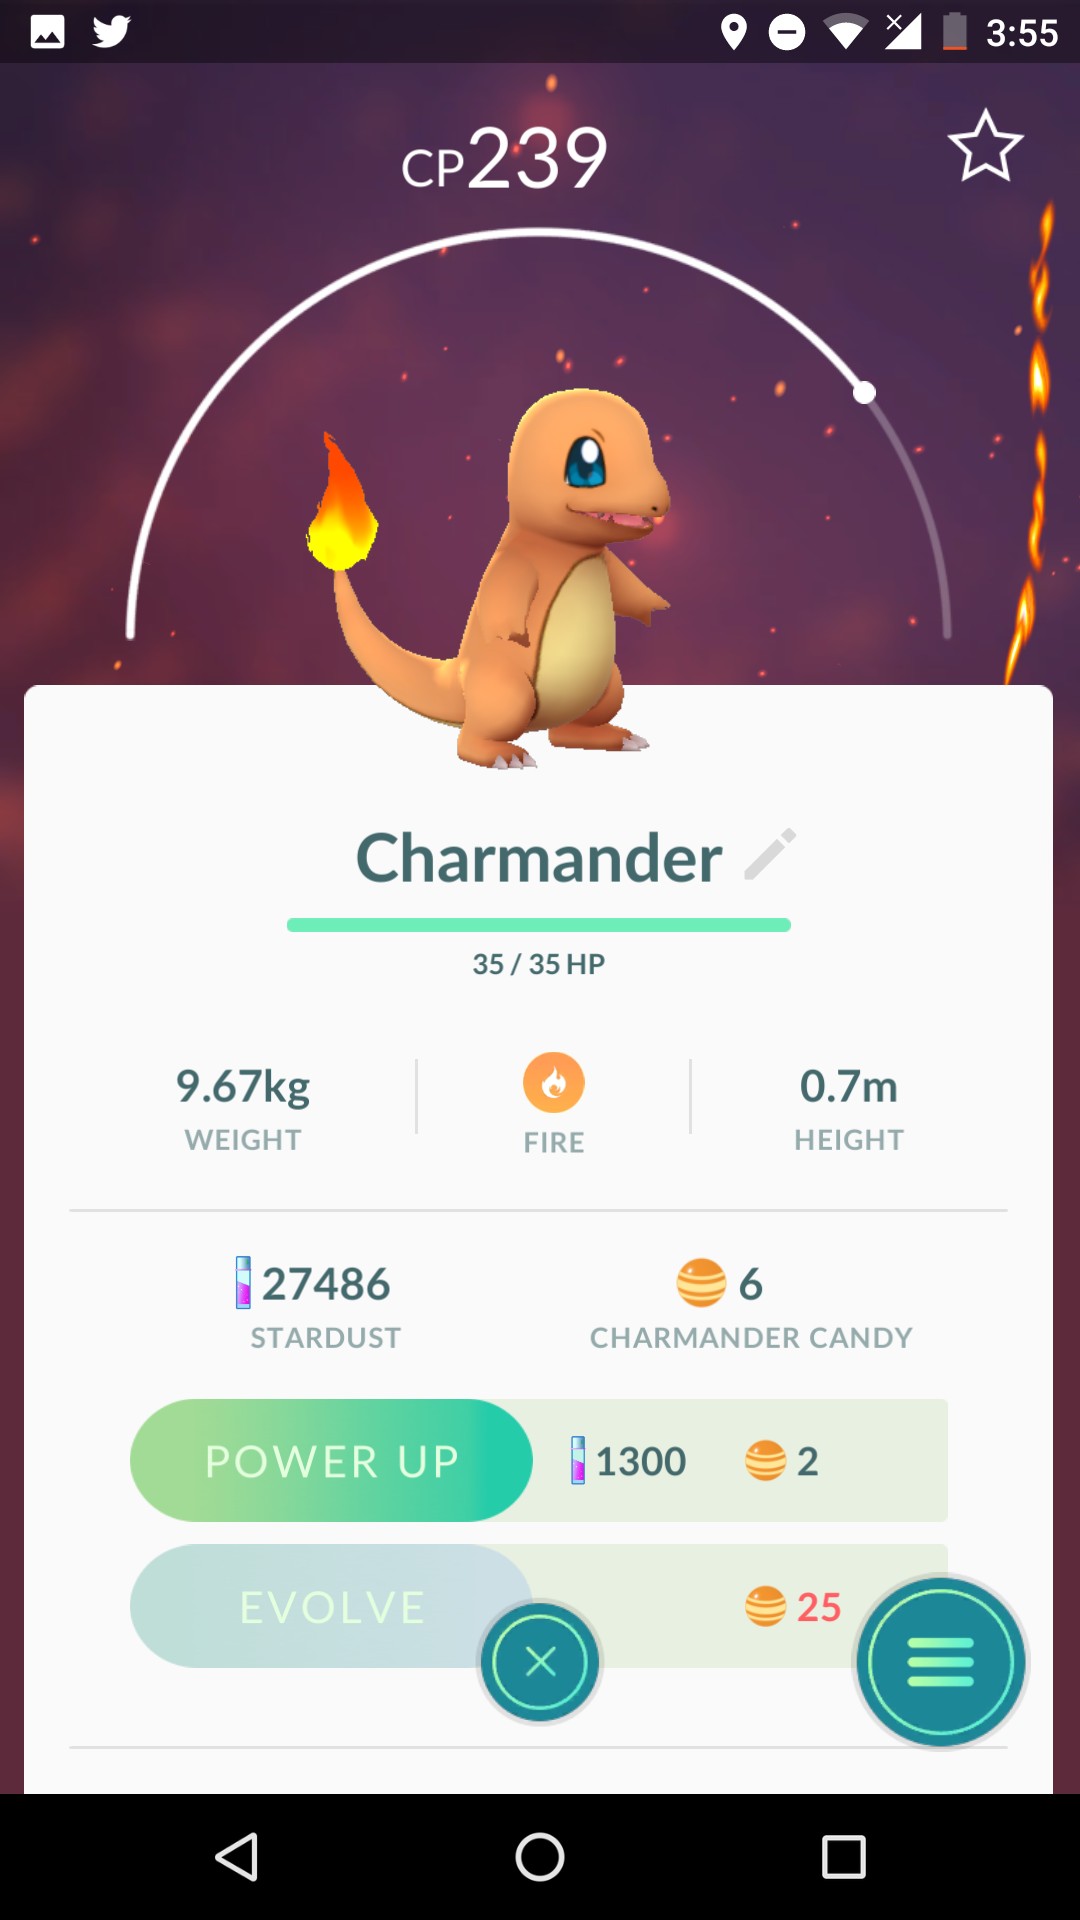 3:55
CP239
Charmander
35 / 35 HP
9.67kg
WEIGHT
FIRE
0.7m
HEIGHT
27486
STARDUST
6
CHARMANDER CANDY
POWER UP 1300 2
EVOLVE 25